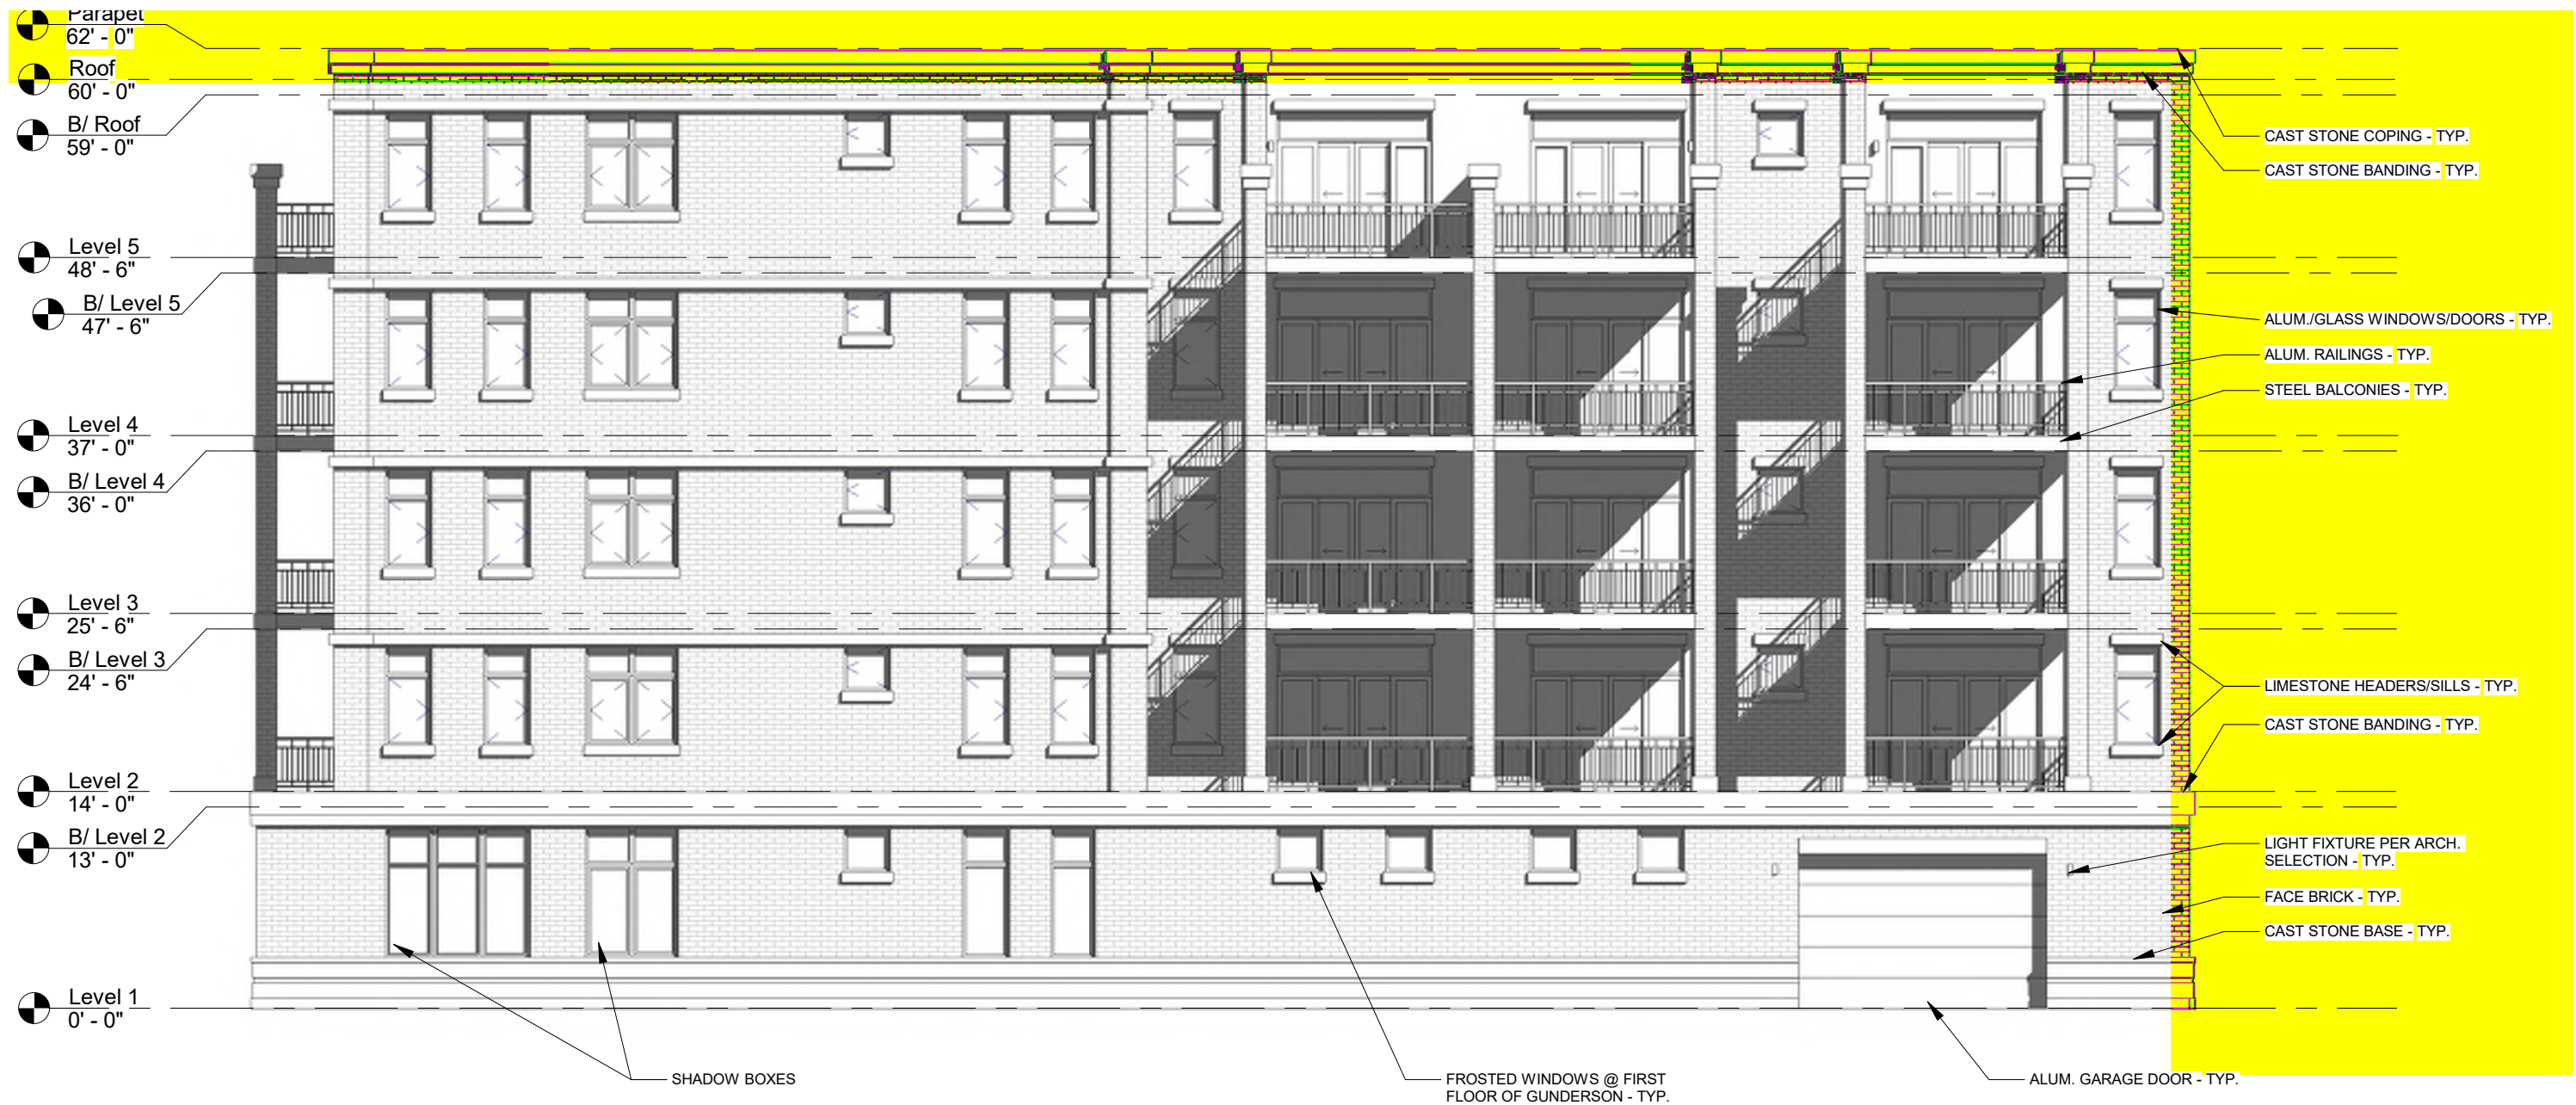 Parapet
62' - 0"
Roof
60' - 0"
B/ Roof
59' - 0"
Level 5
48' - 6"
B/ Level 5
47' - 6"
Level 4
37' - 0"
B/ Level 4
36' - 0"
Level 3
25' - 6"
B/ Level 3
24' - 6"
Level 2
14' - 0"
B/ Level 2
13' - 0"
Level 1
0' - 0"
CAST STONE COPING - TYP.
CAST STONE BANDING - TYP.
ALUM./GLASS WINDOWS/DOORS - TYP.
ALUM. RAILINGS - TYP.
STEEL BALCONIES - TYP.
LIMESTONE HEADERS/SILLS - TYP.
CAST STONE BANDING - TYP.
LIGHT FIXTURE PER ARCH.
SELECTION - TYP.
FACE BRICK - TYP.
CAST STONE BASE - TYP.
SHADOW BOXES
FROSTED WINDOWS @ FIRST
FLOOR OF GUNDERSON - TYP.
ALUM. GARAGE DOOR - TYP.